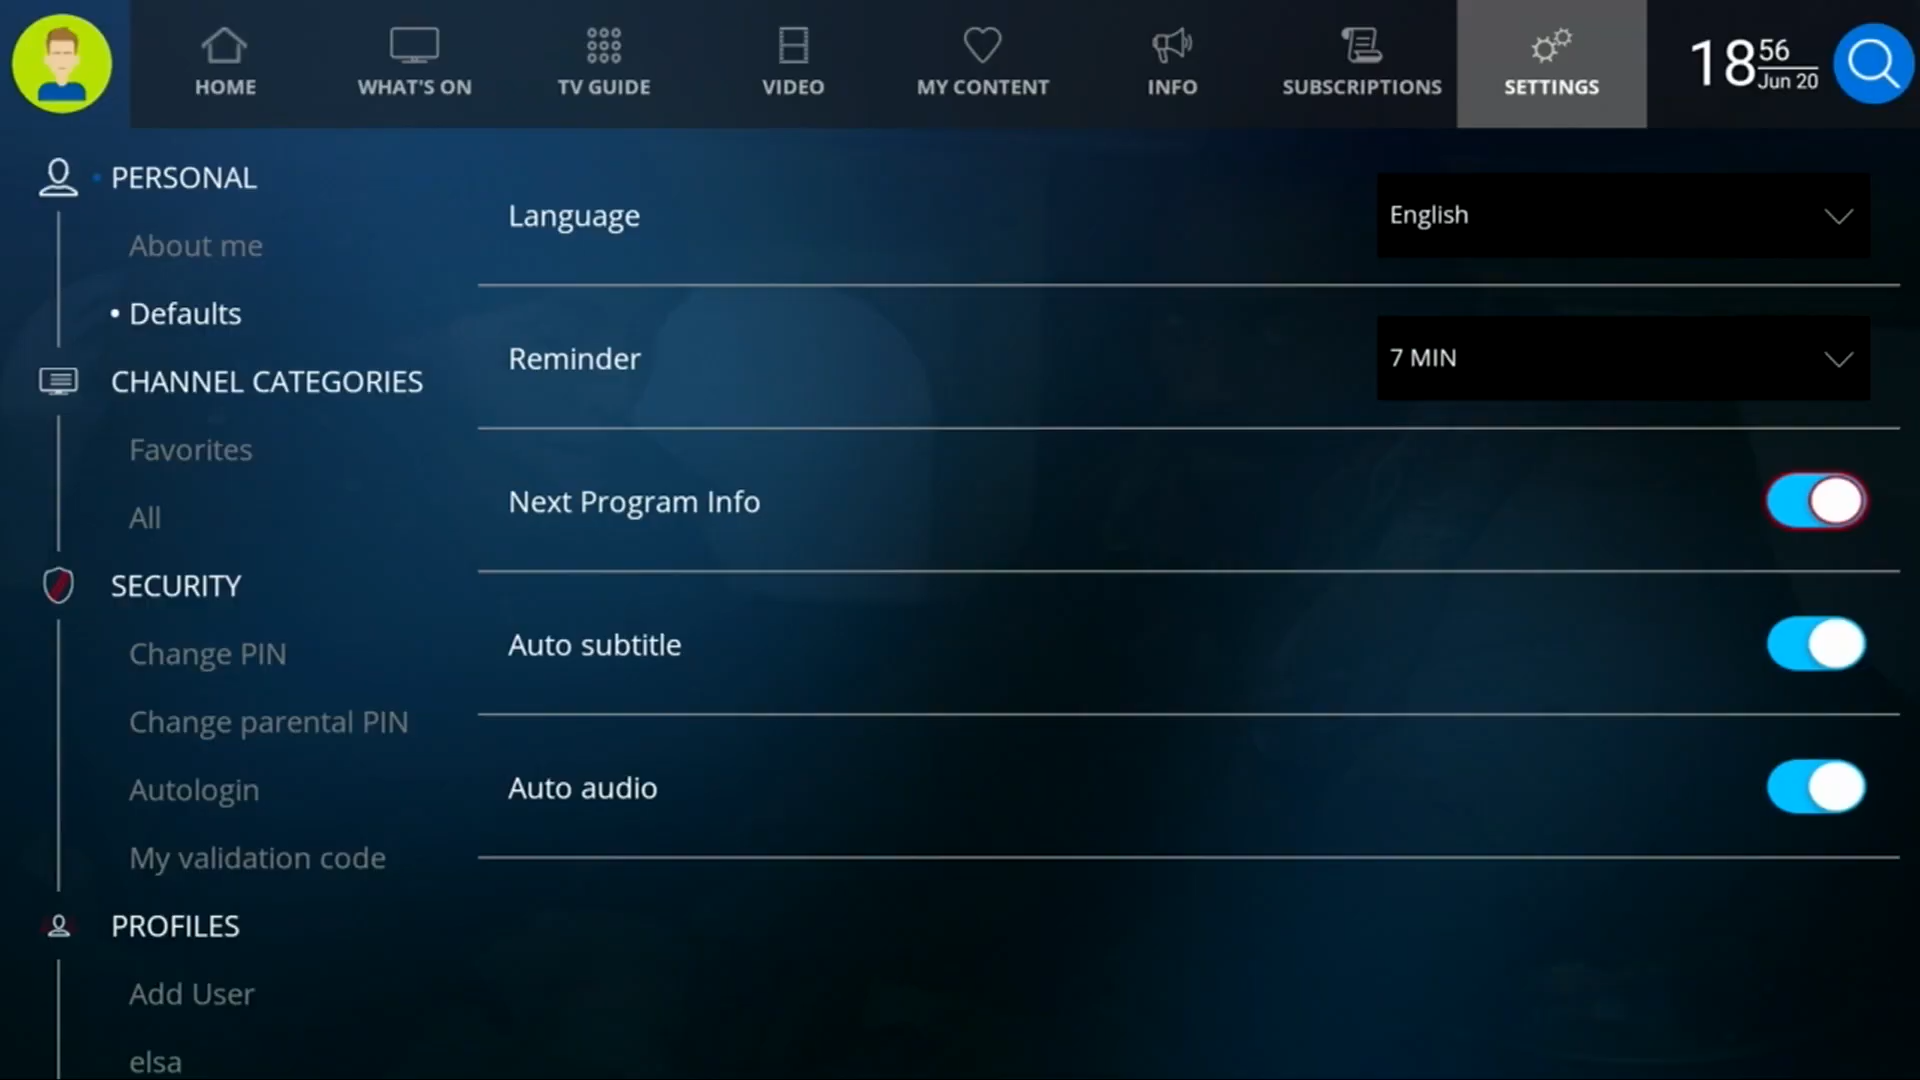 HOME
WHAT'S ON
TV GUIDE
VIDEO
MY CONTENT
INFO
SUBSCRIPTIONS
SETTINGS
18 56
Jun 20
PERSONAL
About me
• Defaults
CHANNEL CATEGORIES
Favorites
All
SECURITY
Change PIN
Change parental PIN
Autologin
My validation code
PROFILES
Add User
elsa
Language
English
Reminder
7 MIN
Next Program Info
Auto subtitle
Auto audio